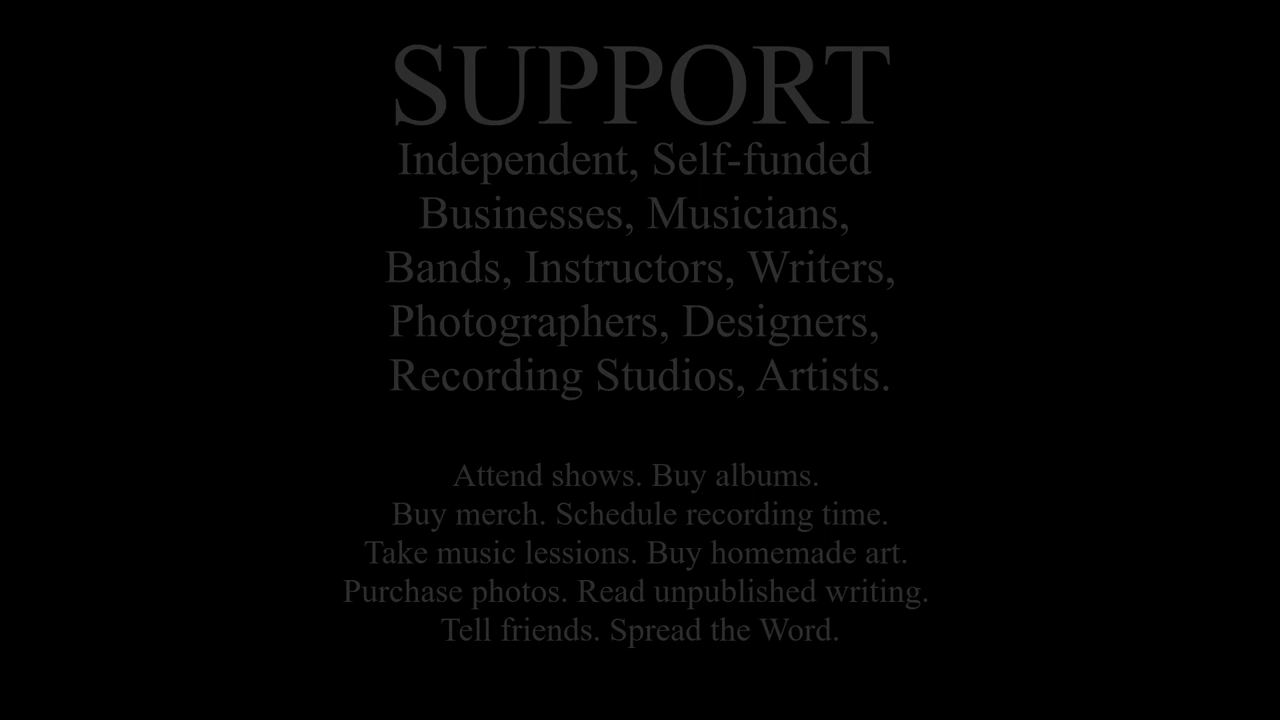 SUPPORT
Independent, Self-funded
Businesses, Musicians,
Bands, Instructors, Writers,
Photographers, Designers,
Recording Studios, Artists.
Attend shows. Buy albums.
Buy merch. Schedule recording time.
Take music lessions. Buy homemade art.
Purchase photos. Read unpublished writing.
Tell friends. Spread the Word.